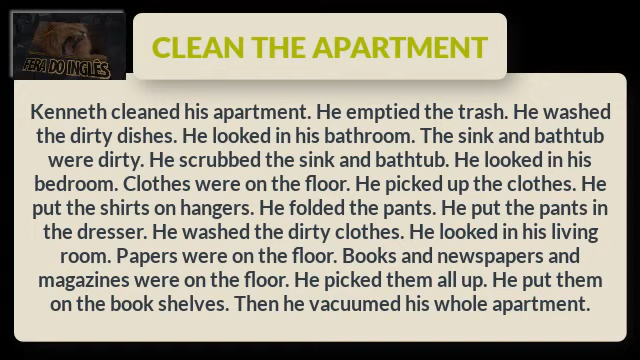 FERA DO INGLÊS
CLEAN THE APARTMENT
Kenneth cleaned his apartment. He emptied the trash. He washed
the dirty dishes. He looked in his bathroom. The sink and bathtub
were dirty. He scrubbed the sink and bathtub. He looked in his
bedroom. Clothes were on the floor. He picked up the clothes. He
put the shirts on hangers. He folded the pants. He put the pants in
the dresser. He washed the dirty clothes. He looked in his living
room. Papers were on the floor. Books and newspapers and
magazines were on the floor. He picked them all up. He put them
on the book shelves. Then he vacuumed his whole apartment.